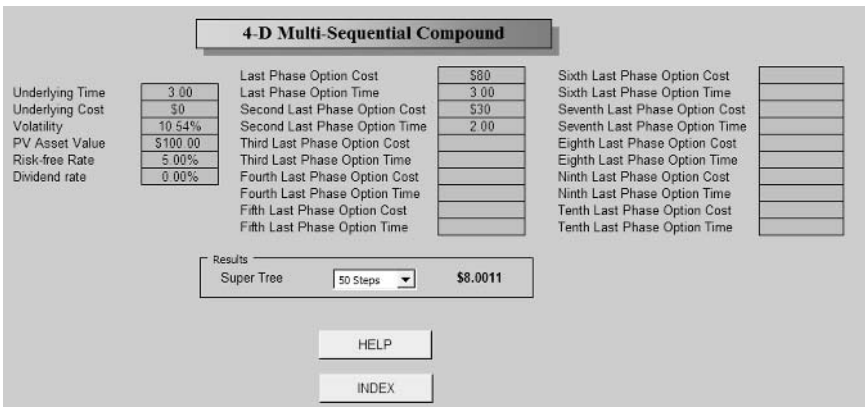 4-D Multi-Sequential Compound
Underlying Time 3.00
Underlying Cost $0
Volatility 10.54%
PV Asset Value $100.00
Risk-free Rate 5.00%
Dividend rate 0.00%
Last Phase Option Cost $80
Last Phase Option Time 3.00
Second Last Phase Option Cost $30
Second Last Phase Option Time 2.00
Third Last Phase Option Cost
Third Last Phase Option Time
Fourth Last Phase Option Cost
Fourth Last Phase Option Time
Fifth Last Phase Option Cost
Fifth Last Phase Option Time
Sixth Last Phase Option Cost
Sixth Last Phase Option Time
Seventh Last Phase Option Cost
Seventh Last Phase Option Time
Eighth Last Phase Option Cost
Eighth Last Phase Option Time
Ninth Last Phase Option Cost
Ninth Last Phase Option Time
Tenth Last Phase Option Cost
Tenth Last Phase Option Time
Results
Super Tree 50 Steps $8.0011
HELP
INDEX